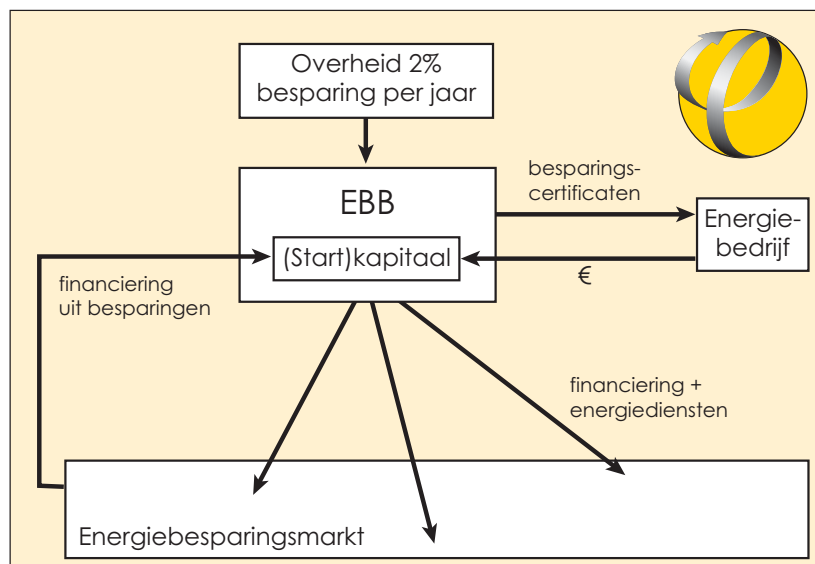 Overheid 2%
besparing per jaar
besparings-
certificaten
EBB
Energie-
bedrijf
(Start)kapitaal
€
financiering
uit besparingen
financiering +
energiediensten
Energiebesparingsmarkt